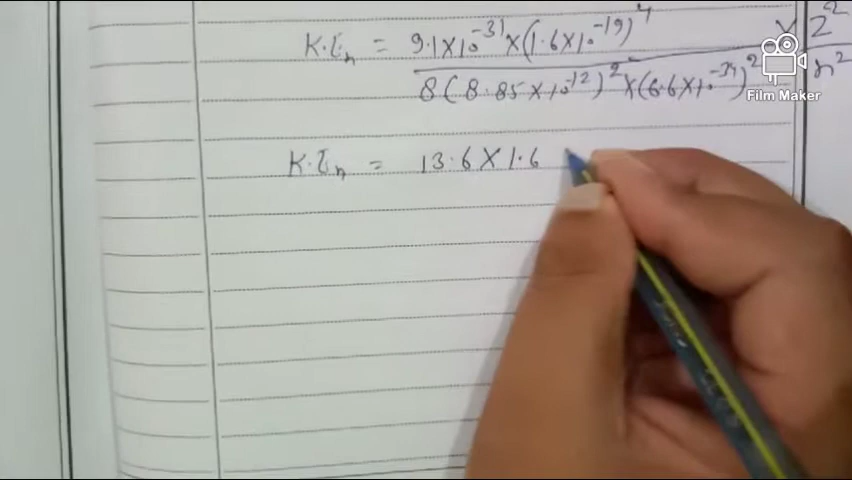 K.Eₙ = 9.1×10⁻³¹×(1.6×10⁻¹⁹)⁴ × Z²
8(8.85×10⁻¹²)²×(6.6×10⁻³⁴)² n²
Film Maker
K.Eₙ = 13.6×1.6